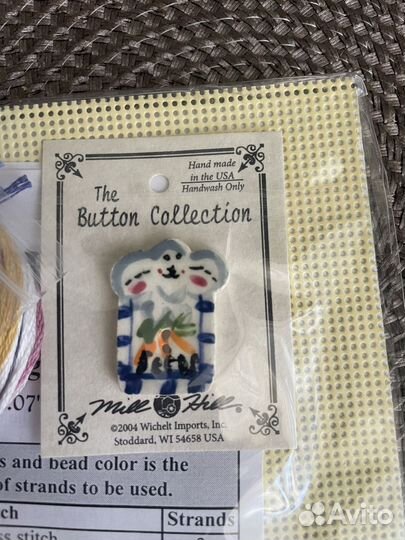 The
Button Collection
Hand made
in the USA
Handwash Only
Mill Hill
©2004 Wichelt Imports, Inc.
Stoddard, WI 54658 USA
g
.07"
s and bead color is the
of strands to be used.
ch
Strands
ss stitch
Avito